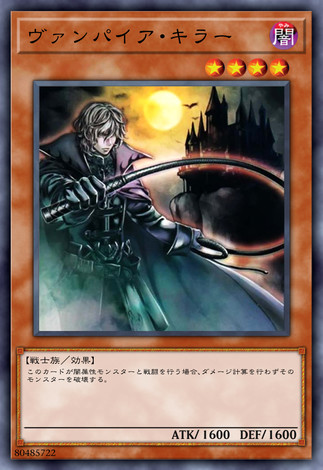 ヴァンパイア・キラー
やみ
闇
【戦士族／効果】
このカードが闇属性モンスターと戦闘を行う場合、ダメージ計算を行わずその
モンスターを破壊する。
ATK/ 1600 DEF/ 1600
80485722